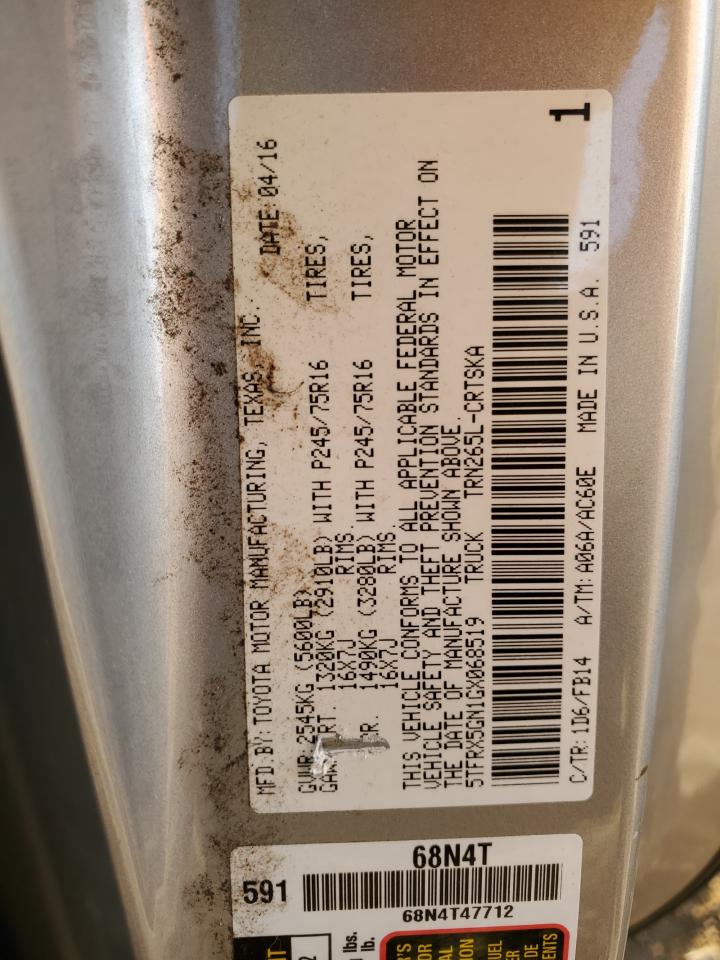 MFD.BY: TOYOTA MOTOR MANUFACTURING, TEXAS, INC. DATE: 04/16
GVWR: 2545KG (5600LB)
GAWR FRT. 1320KG (2910LB) WITH P245/75R16 TIRES,
16X7J RIMS
RR. 1490KG (3280LB) WITH P245/75R16 TIRES,
16X7J RIMS
THIS VEHICLE CONFORMS TO ALL APPLICABLE FEDERAL MOTOR
VEHICLE SAFETY AND THEFT PREVENTION STANDARDS IN EFFECT ON
THE DATE OF MANUFACTURE SHOWN ABOVE.
5TFRX5GN1GX068519 TRUCK TRN265L-CRTSKA
C/TR: 1D6/FB14 A/TM: A06A/AC60E MADE IN U.S.A. 591
1
68N4T
591
68N4T47712
lbs.
lb.